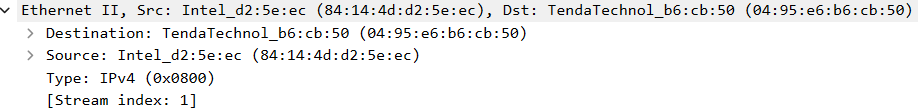 Ethernet II, Src: Intel_d2:5e:ec (84:14:4d:d2:5e:ec), Dst: TendaTechnol_b6:cb:50 (04:95:e6:b6:cb:50)
Destination: TendaTechnol_b6:cb:50 (04:95:e6:b6:cb:50)
Source: Intel_d2:5e:ec (84:14:4d:d2:5e:ec)
Type: IPv4 (0x0800)
[Stream index: 1]